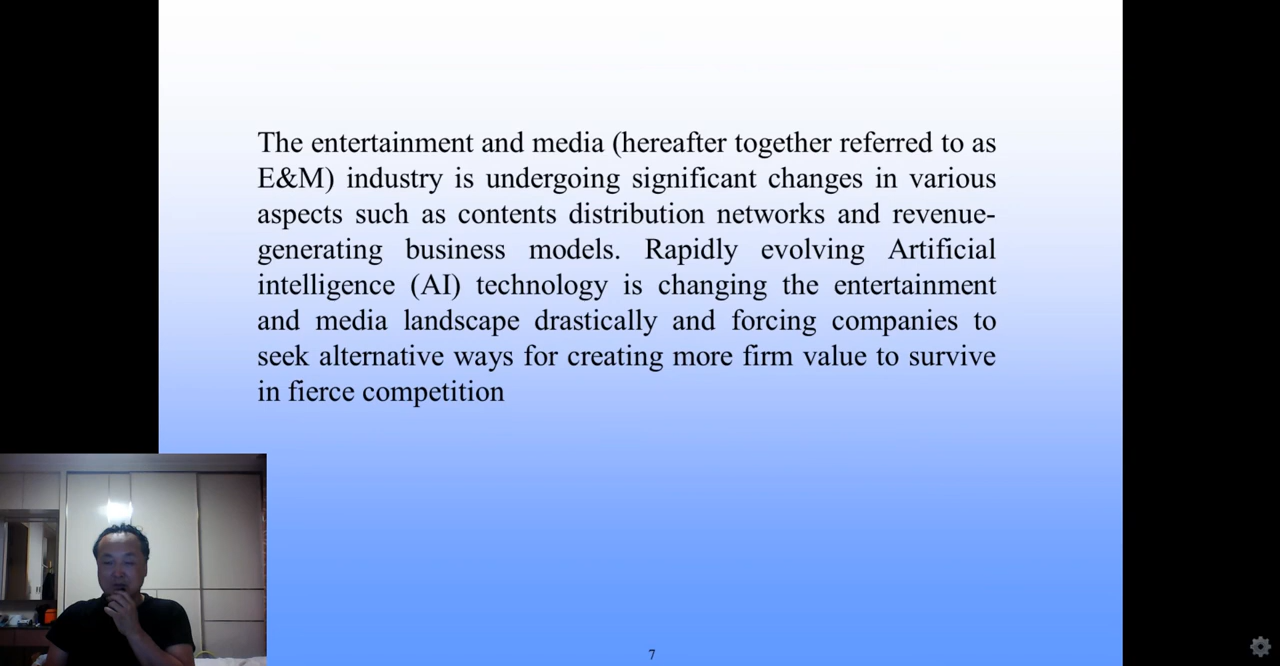 The entertainment and media (hereafter together referred to as
E&M) industry is undergoing significant changes in various
aspects such as contents distribution networks and revenue-
generating business models. Rapidly evolving Artificial
intelligence (AI) technology is changing the entertainment
and media landscape drastically and forcing companies to
seek alternative ways for creating more firm value to survive
in fierce competition
7